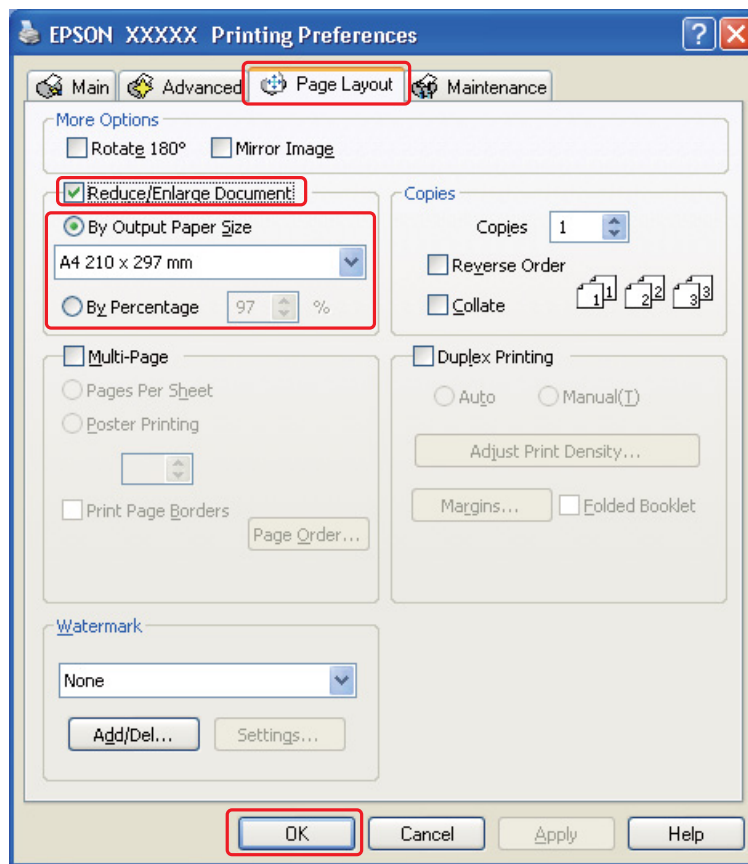 EPSON XXXXX Printing Preferences
Main
Advanced
Page Layout
Maintenance
More Options
Rotate 180°
Mirror Image
Reduce/Enlarge Document
By Output Paper Size
A4 210 x 297 mm
By Percentage
97
%
Copies
Copies
1
Reverse Order
Collate
1 1 2 2 3 3
Multi-Page
Pages Per Sheet
Poster Printing
Print Page Borders
Page Order...
Duplex Printing
Auto
Manual(T)
Adjust Print Density...
Margins...
Folded Booklet
Watermark
None
Add/Del...
Settings...
OK
Cancel
Apply
Help